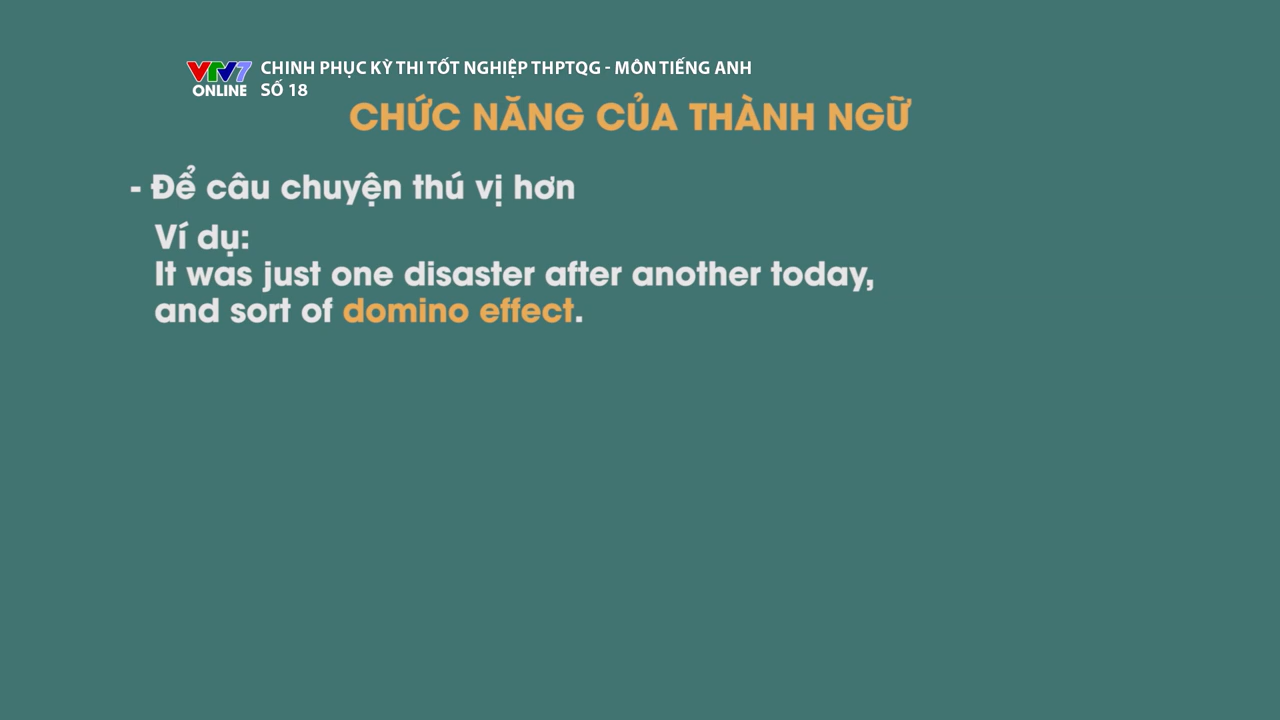 VTV7
ONLINE
CHINH PHỤC KỲ THI TỐT NGHIỆP THPTQG - MÔN TIẾNG ANH
SỐ 18
CHỨC NĂNG CỦA THÀNH NGỮ
- Để câu chuyện thú vị hơn
Ví dụ:
It was just one disaster after another today,
and sort of domino effect.